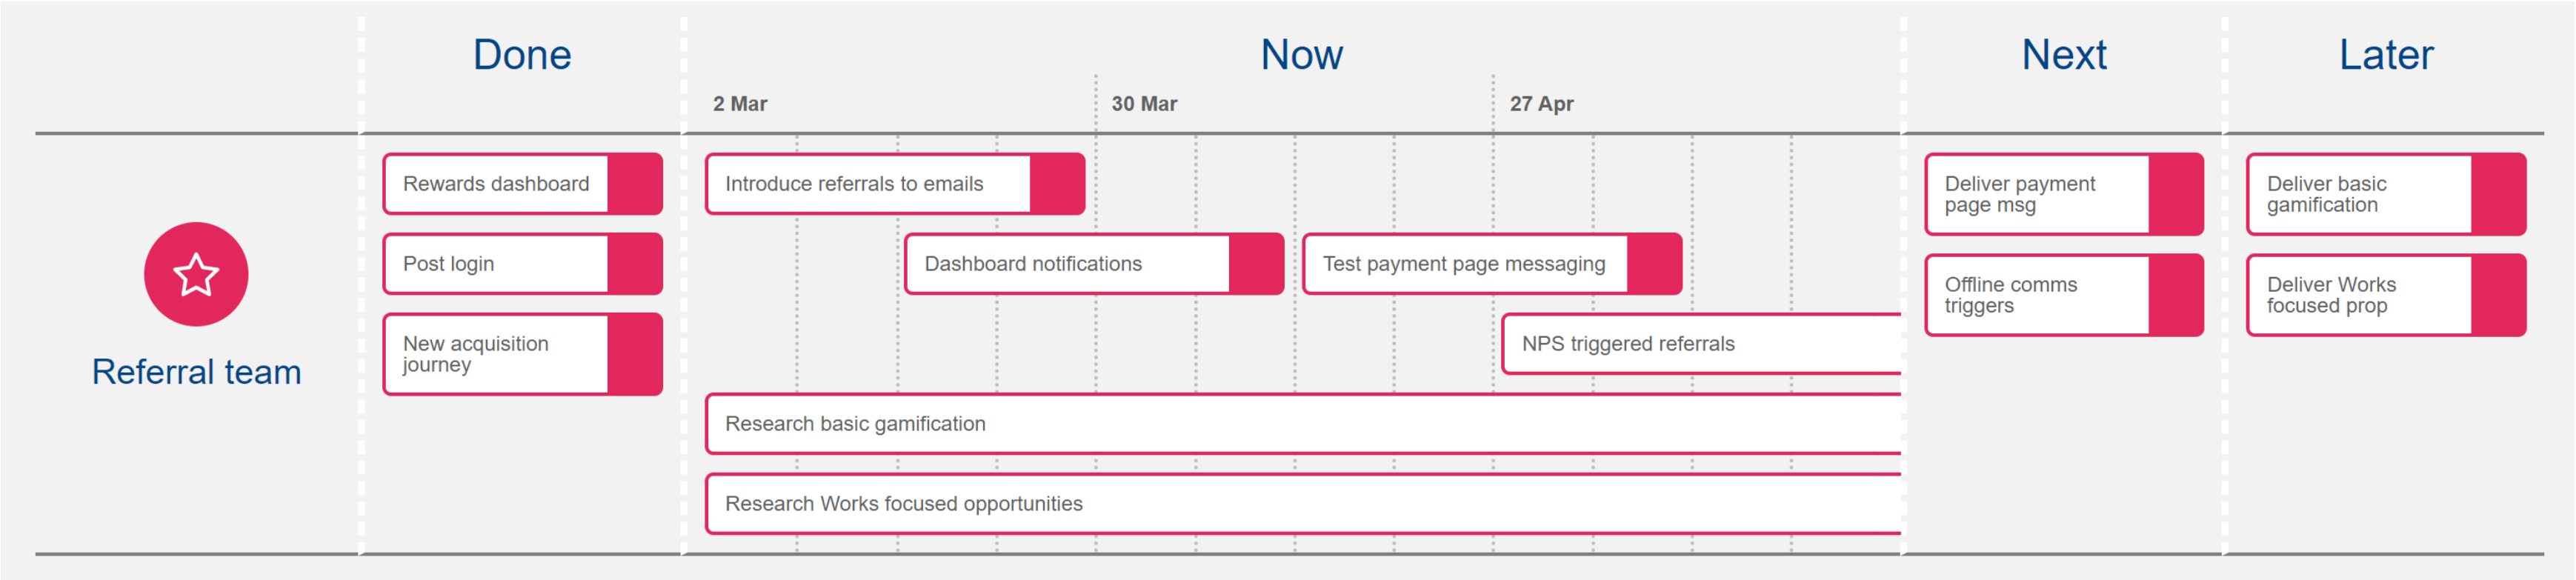 Done
Now
Next
Later
2 Mar
30 Mar
27 Apr
Referral team
Rewards dashboard
Post login
New acquisition
journey
Introduce referrals to emails
Dashboard notifications
Test payment page messaging
NPS triggered referrals
Research basic gamification
Research Works focused opportunities
Deliver payment
page msg
Offline comms
triggers
Deliver basic
gamification
Deliver Works
focused prop